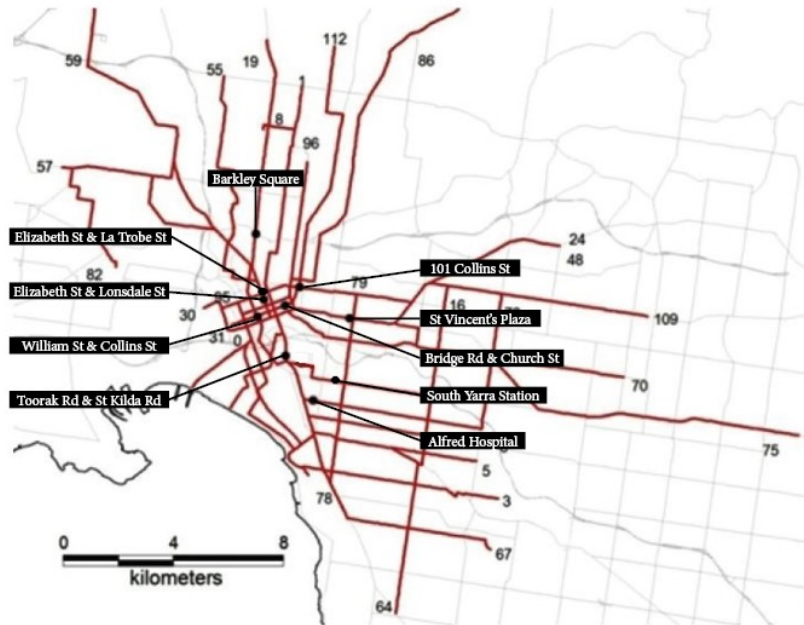 112
59
19
86
55
1
8
96
57
Barkley Square
Elizabeth St & La Trobe St
24
101 Collins St
48
82
79
Elizabeth St & Lonsdale St
95
16
30
St Vincent's Plaza
109
31
0
William St & Collins St
Bridge Rd & Church St
70
South Yarra Station
Toorak Rd & St Kilda Rd
Alfred Hospital
75
5
78
3
0 4 8
67
kilometers
64